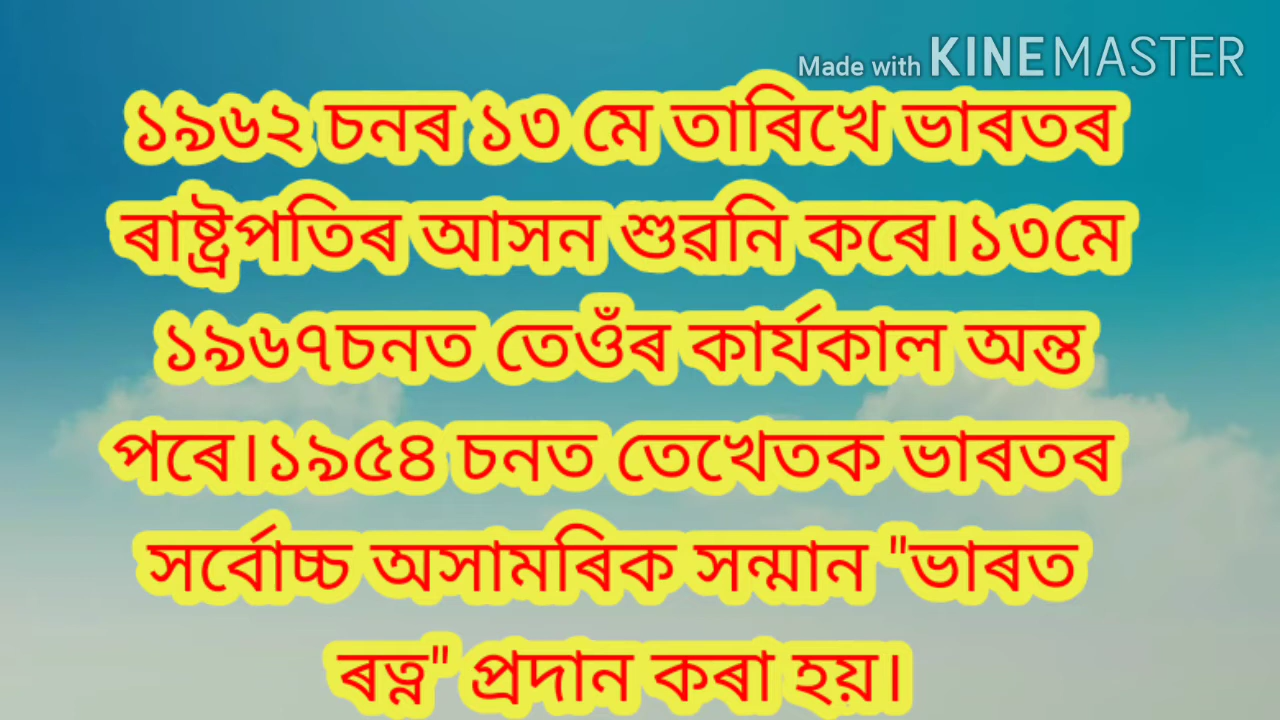 Made with KINEMASTER
১৯৬২ চনৰ ১৩ মে তাৰিখে ভাৰতৰ
ৰাষ্ট্ৰপতিৰ আসন শুৱনি কৰে।১৩মে
১৯৬৭চনত তেওঁৰ কাৰ্যকাল অন্ত
পৰে।১৯৫৪ চনত তেখেতক ভাৰতৰ
সৰ্বোচ্চ অসামৰিক সন্মান "ভাৰত
ৰত্ন" প্ৰদান কৰা হয়।